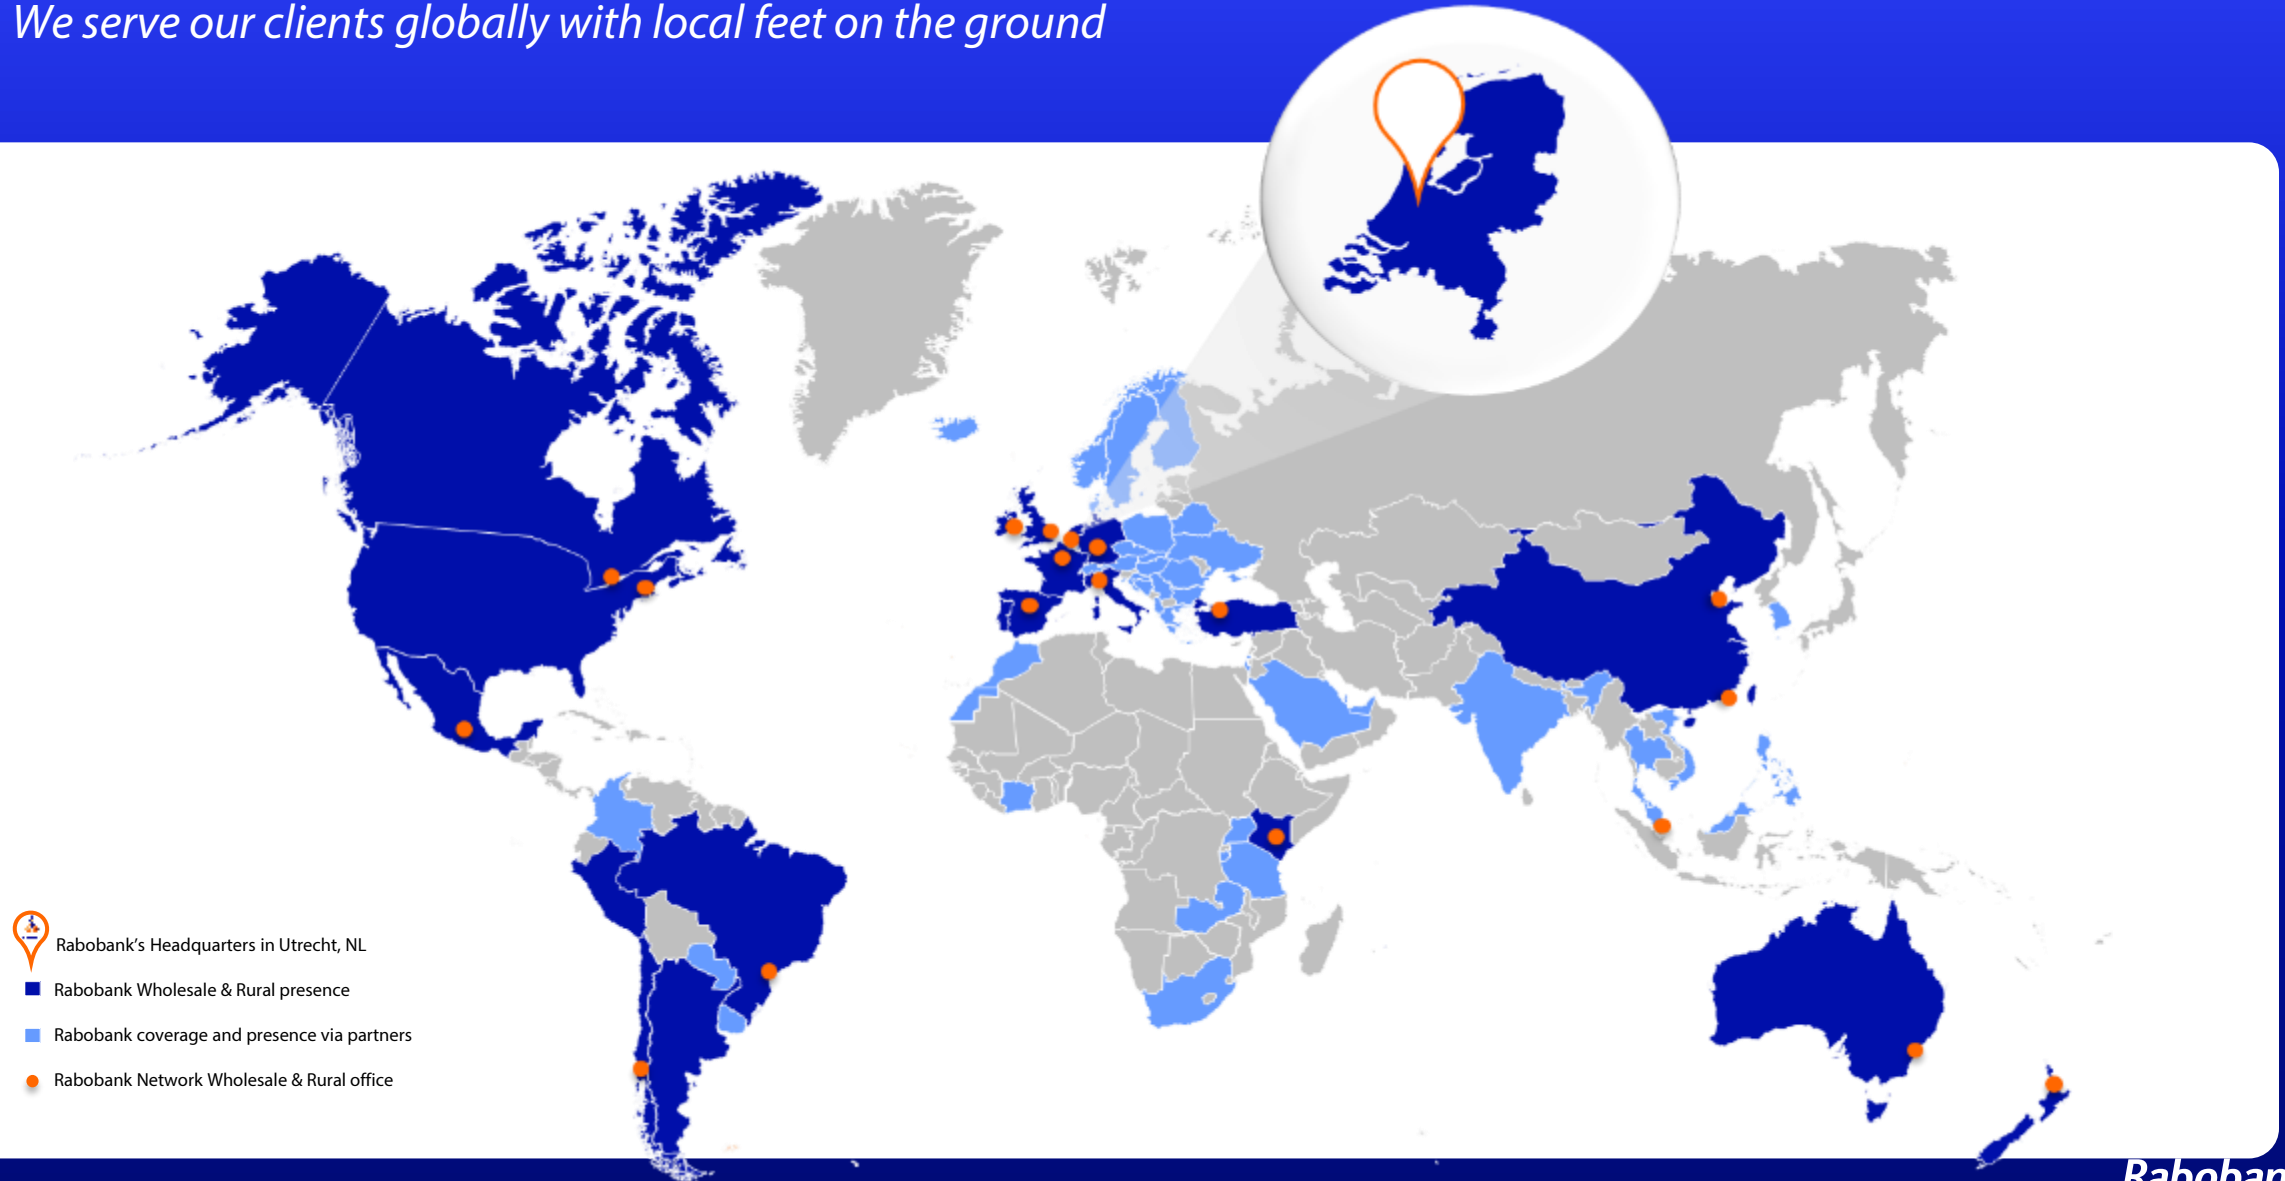 We serve our clients globally with local feet on the ground
Rabobank's Headquarters in Utrecht, NL
Rabobank Wholesale & Rural presence
Rabobank coverage and presence via partners
Rabobank Network Wholesale & Rural office
Raboban